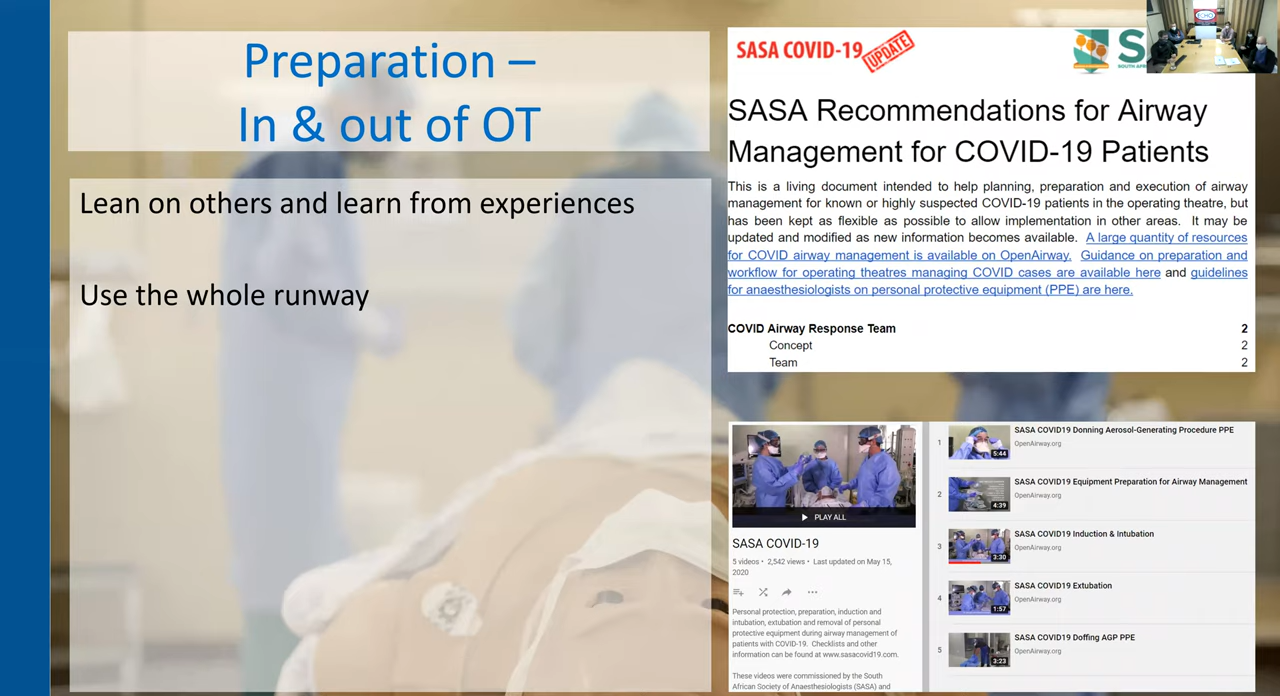 Preparation –
In & out of OT
Lean on others and learn from experiences
Use the whole runway
SASA COVID-19 UPDATE
S
SOUTH AFR
SASA Recommendations for Airway
Management for COVID-19 Patients
This is a living document intended to help planning, preparation and execution of airway
management for known or highly suspected COVID-19 patients in the operating theatre, but
has been kept as flexible as possible to allow implementation in other areas. It may be
updated and modified as new information becomes available. A large quantity of resources
for COVID airway management is available on OpenAirway. Guidance on preparation and
workflow for operating theatres managing COVID cases are available here and guidelines
for anaesthesiologists on personal protective equipment (PPE) are here.
COVID Airway Response Team 2
Concept 2
Team 2
PLAY ALL
SASA COVID-19
5 videos • 2,542 views • Last updated on May 15,
2020
Personal protection, preparation, induction and
intubation, extubation and removal of personal
protective equipment during airway management of
patients with COVID-19. Checklists and other
information can be found at www.sasacovid19.com.
These videos were commissioned by the South
African Society of Anaesthesiologists (SASA) and
1
5:44
SASA COVID19 Donning Aerosol-Generating Procedure PPE
OpenAirway.org
2
4:39
SASA COVID19 Equipment Preparation for Airway Management
OpenAirway.org
3
3:30
SASA COVID19 Induction & Intubation
OpenAirway.org
4
1:57
SASA COVID19 Extubation
OpenAirway.org
5
3:23
SASA COVID19 Doffing AGP PPE
OpenAirway.org